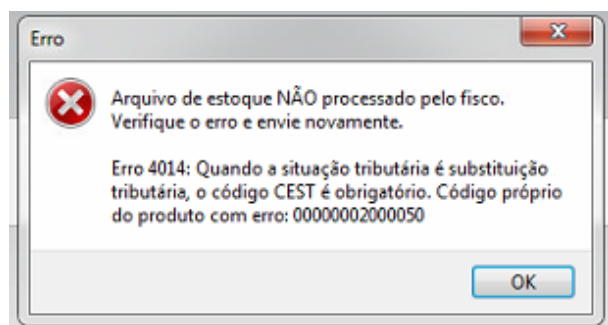 Erro
Arquivo de estoque NÃO processado pelo fisco.
Verifique o erro e envie novamente.
Erro 4014: Quando a situação tributária é substituição
tributária, o código CEST é obrigatório. Código próprio
do produto com erro: 00000002000050
OK